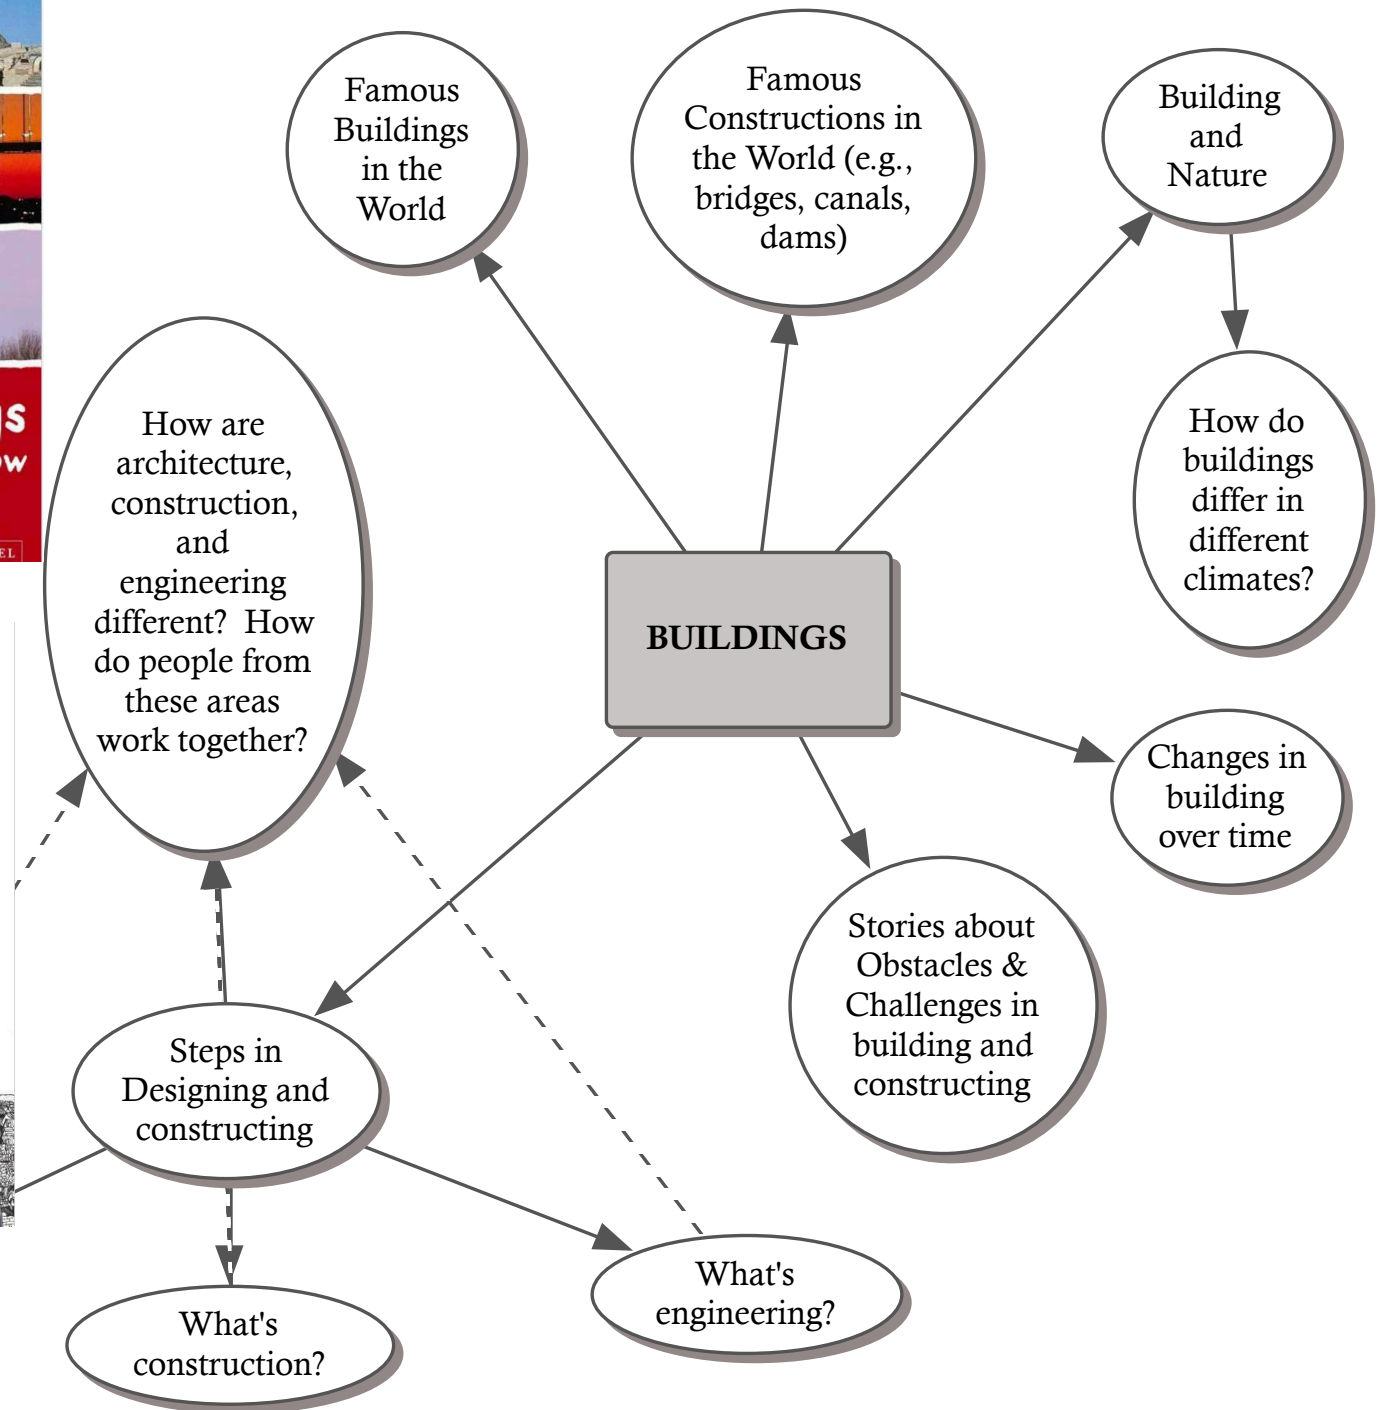 Famous
Buildings
in the
World
Famous
Constructions in
the World (e.g.,
bridges, canals,
dams)
Building
and
Nature
How are
architecture,
construction,
and
engineering
different? How
do people from
these areas
work together?
How do
buildings
differ in
different
climates?
BUILDINGS
Changes in
building
over time
Stories about
Obstacles &
Challenges in
building and
constructing
Steps in
Designing and
constructing
What's
engineering?
What's
construction?